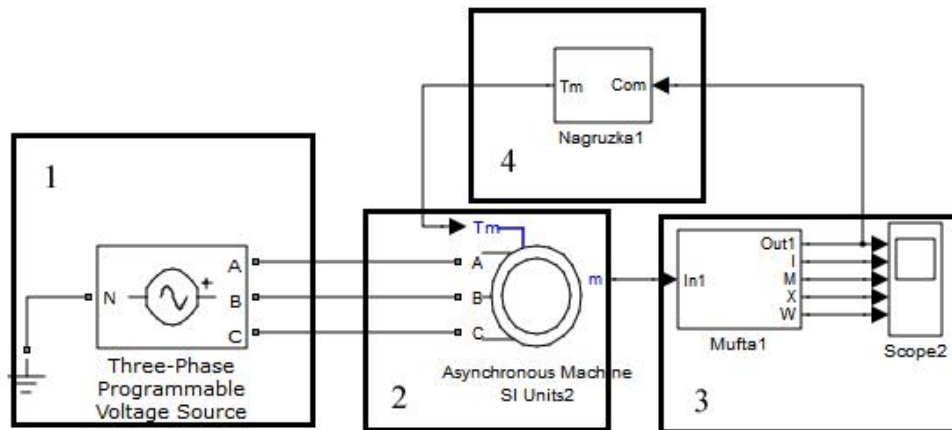 Tm
Com
Nagruzka1
4
1
N
+
A
B
C
Three-Phase
Programmable
Voltage Source
Tm
A
B
C
m
Asynchronous Machine
SI Units2
2
In1
Out1
I
M
X
W
Mufta1
Scope2
3